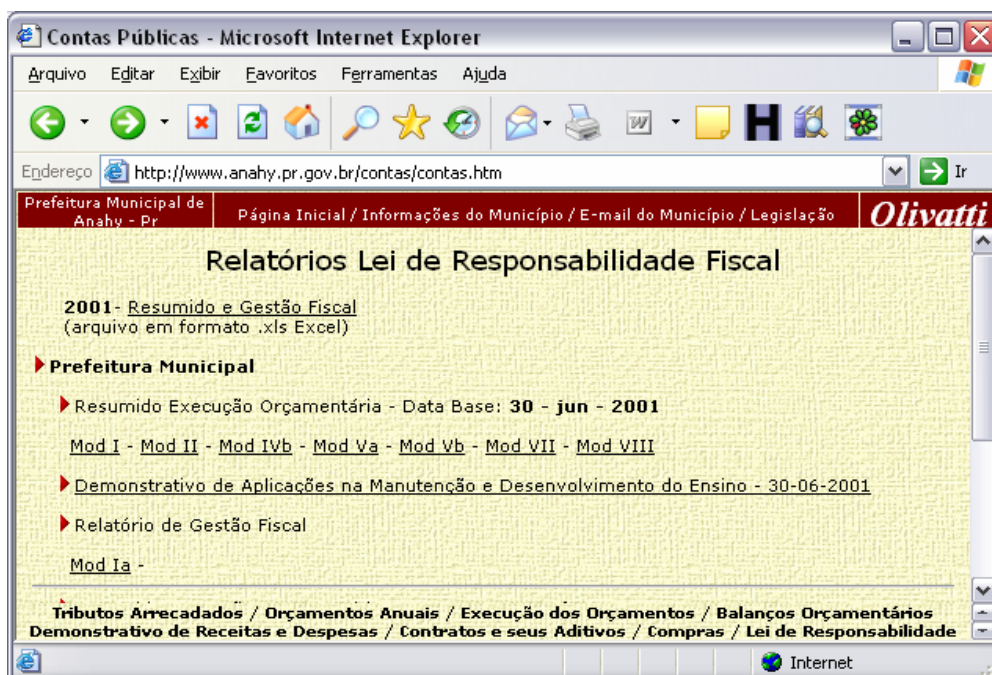 Contas Públicas - Microsoft Internet Explorer
Arquivo Editar Exibir Favoritos Ferramentas Ajuda
Endereço http://www.anahy.pr.gov.br/contas/contas.htm Ir
Prefeitura Municipal de
Anahy - Pr
Página Inicial / Informações do Município / E-mail do Município / Legislação
Olivatti
Relatórios Lei de Responsabilidade Fiscal
2001- Resumido e Gestão Fiscal
(arquivo em formato .xls Excel)
Prefeitura Municipal
Resumido Execução Orçamentária - Data Base: 30 - jun - 2001
Mod I - Mod II - Mod IVb - Mod Va - Mod Vb - Mod VII - Mod VIII
Demonstrativo de Aplicações na Manutenção e Desenvolvimento do Ensino - 30-06-2001
Relatório de Gestão Fiscal
Mod Ia -
Tributos Arrecadados / Orçamentos Anuais / Execução dos Orçamentos / Balanços Orçamentários
Demonstrativo de Receitas e Despesas / Contratos e seus Aditivos / Compras / Lei de Responsabilidade
Internet